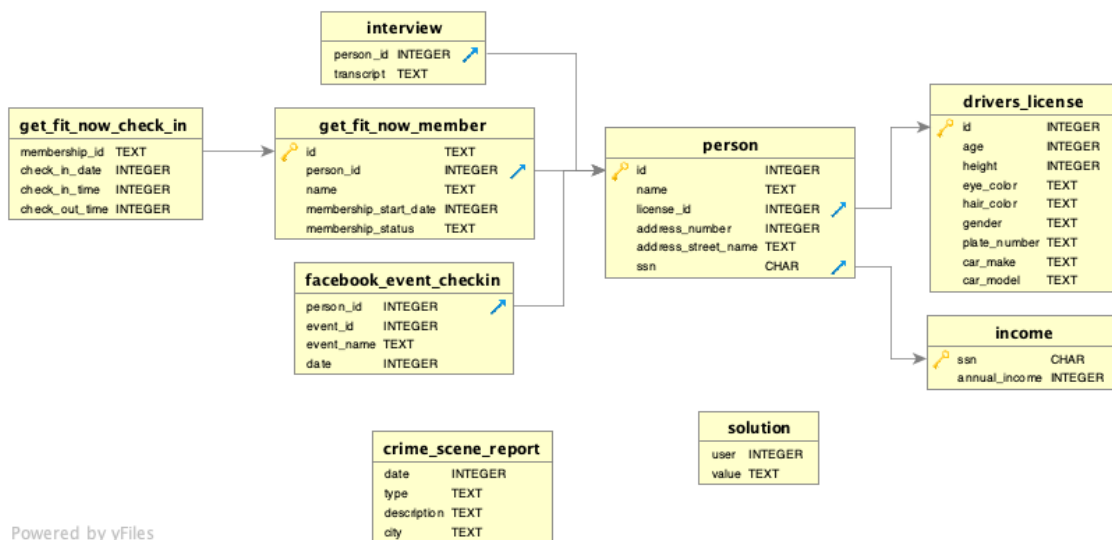 interview
person_id INTEGER
transcript TEXT
get_fit_now_check_in
membership_id TEXT
check_in_date INTEGER
check_in_time INTEGER
check_out_time INTEGER
get_fit_now_member
id TEXT
person_id INTEGER
name TEXT
membership_start_date INTEGER
membership_status TEXT
facebook_event_checkin
person_id INTEGER
event_id INTEGER
event_name TEXT
date INTEGER
person
id INTEGER
name TEXT
license_id INTEGER
address_number INTEGER
address_street_name TEXT
ssn CHAR
drivers_license
id INTEGER
age INTEGER
height INTEGER
eye_color TEXT
hair_color TEXT
gender TEXT
plate_number TEXT
car_make TEXT
car_model TEXT
income
ssn CHAR
annual_income INTEGER
crime_scene_report
date INTEGER
type TEXT
description TEXT
city TEXT
solution
user INTEGER
value TEXT
Powered by yFiles